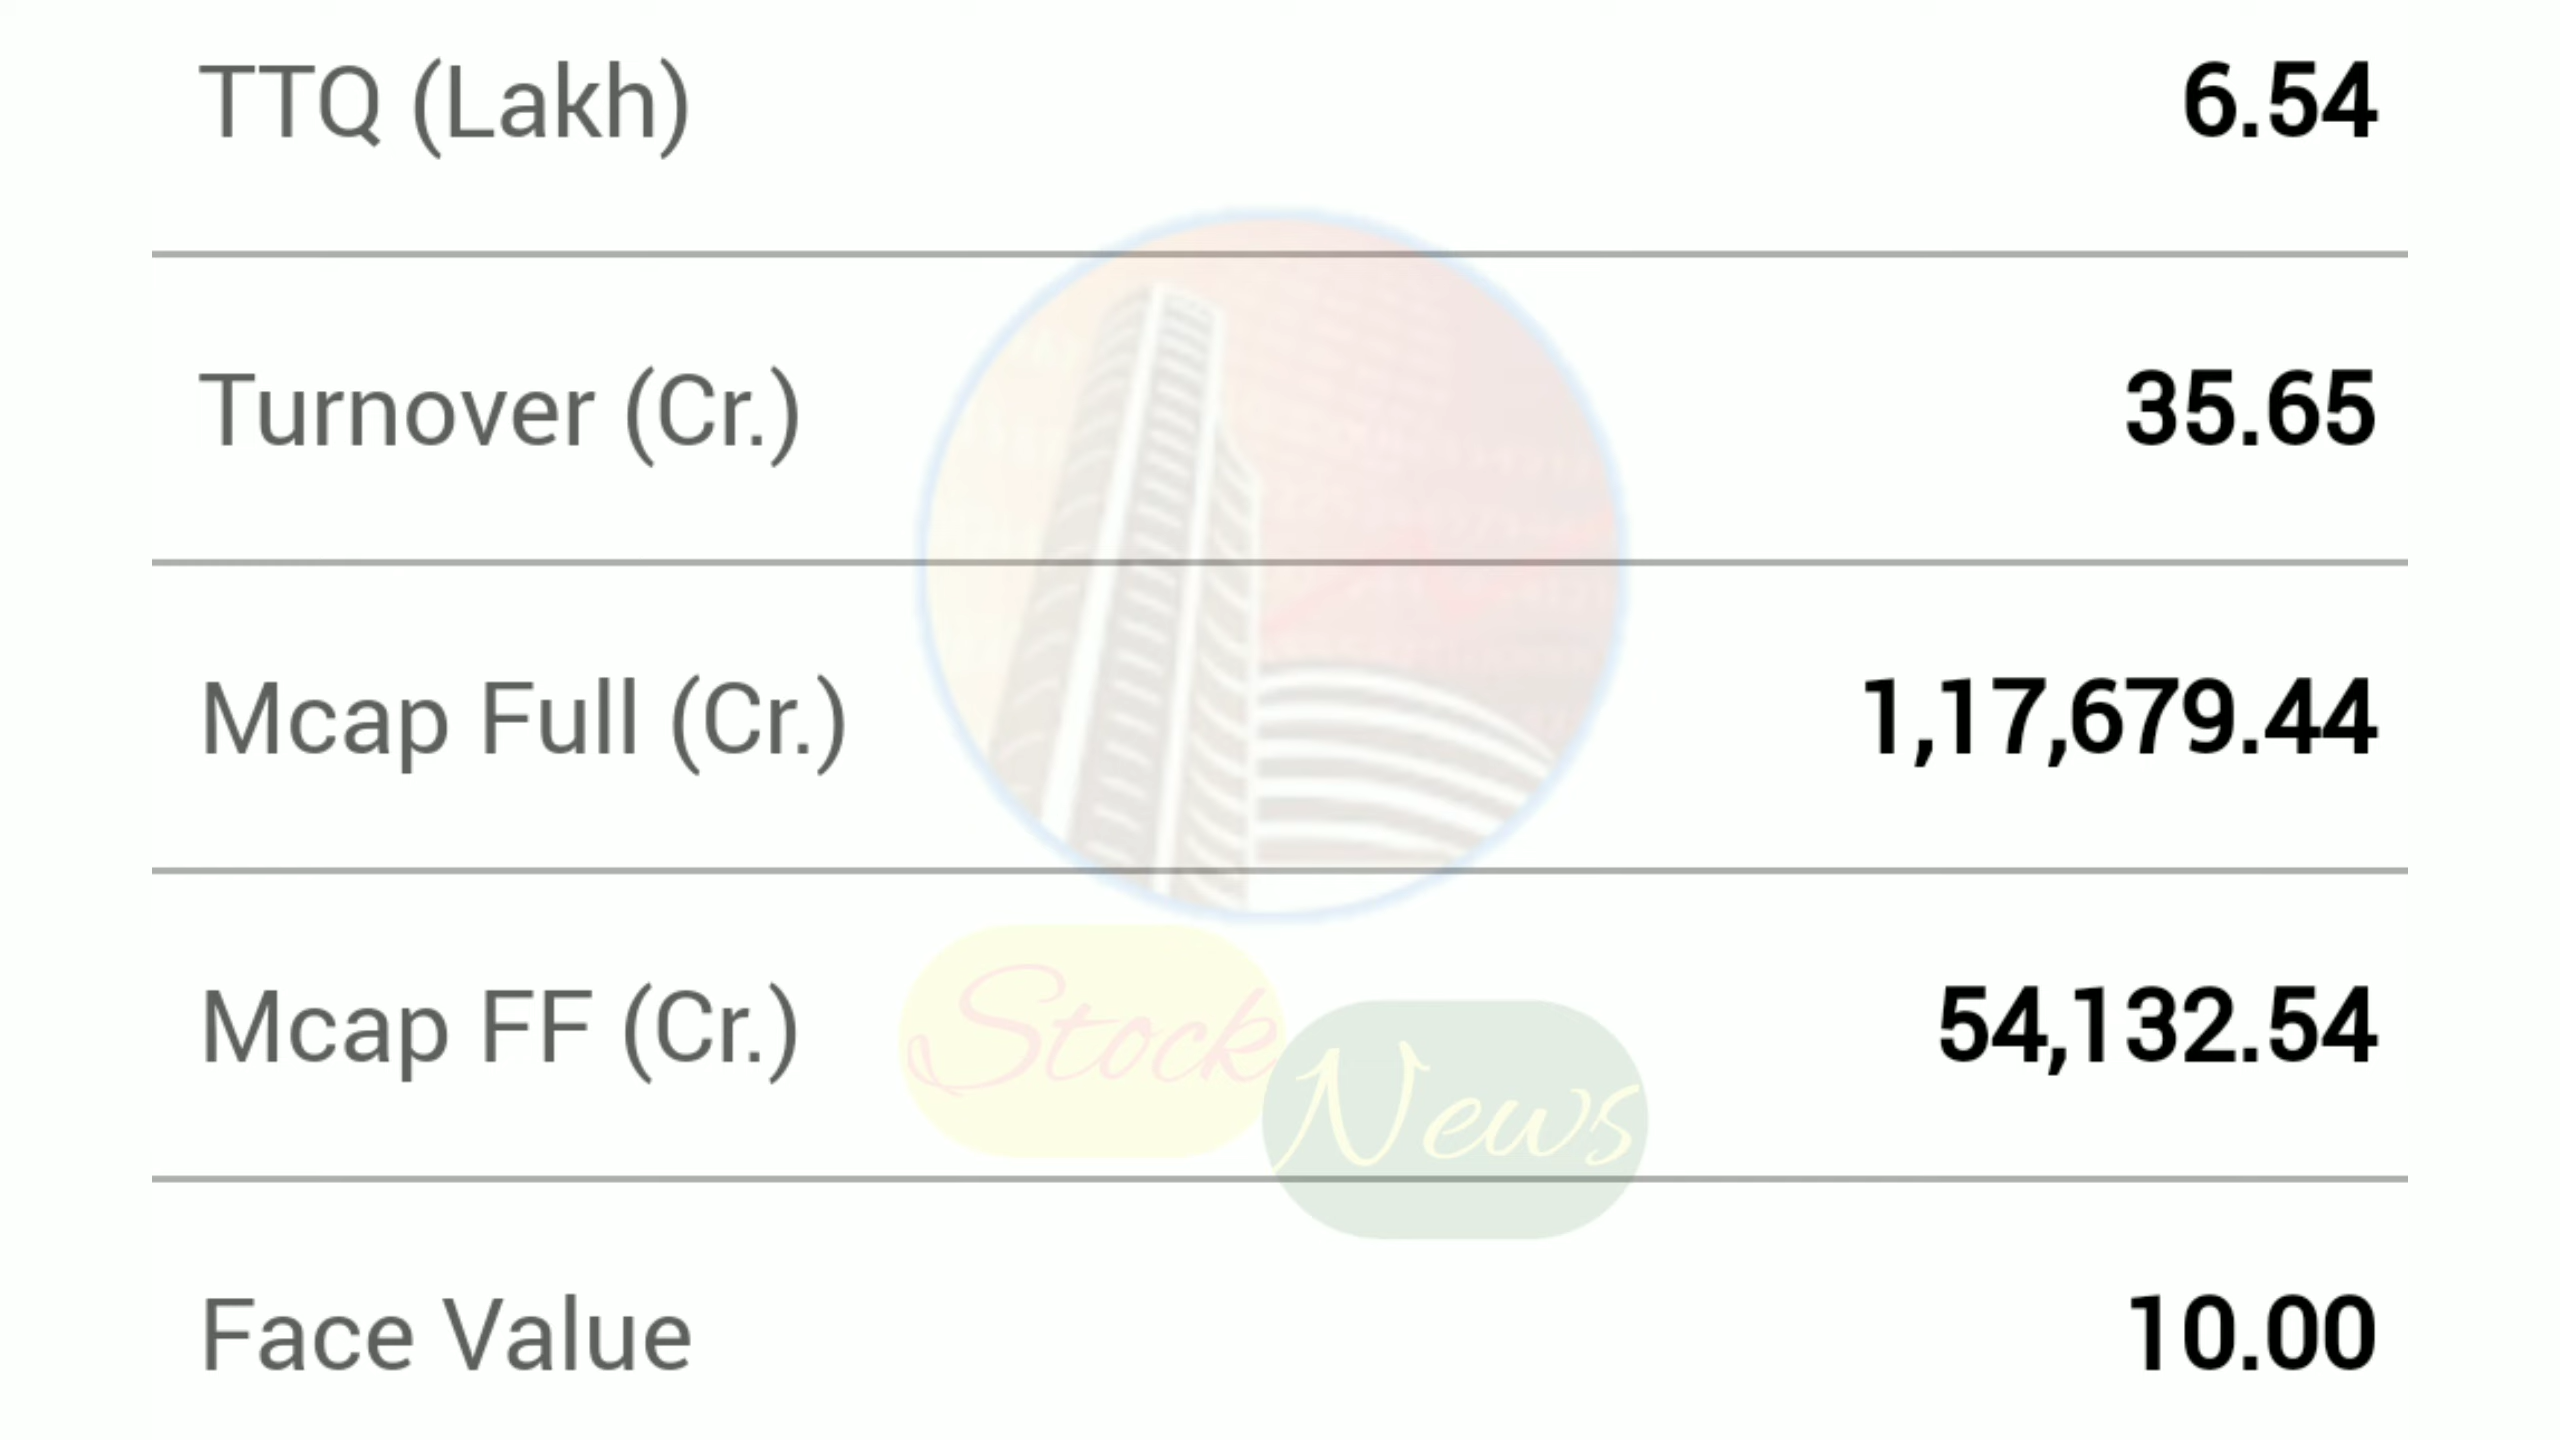 TTQ (Lakh) 6.54
Turnover (Cr.) 35.65
Mcap Full (Cr.) 1,17,679.44
Mcap FF (Cr.) 54,132.54
Stock
News
Face Value 10.00